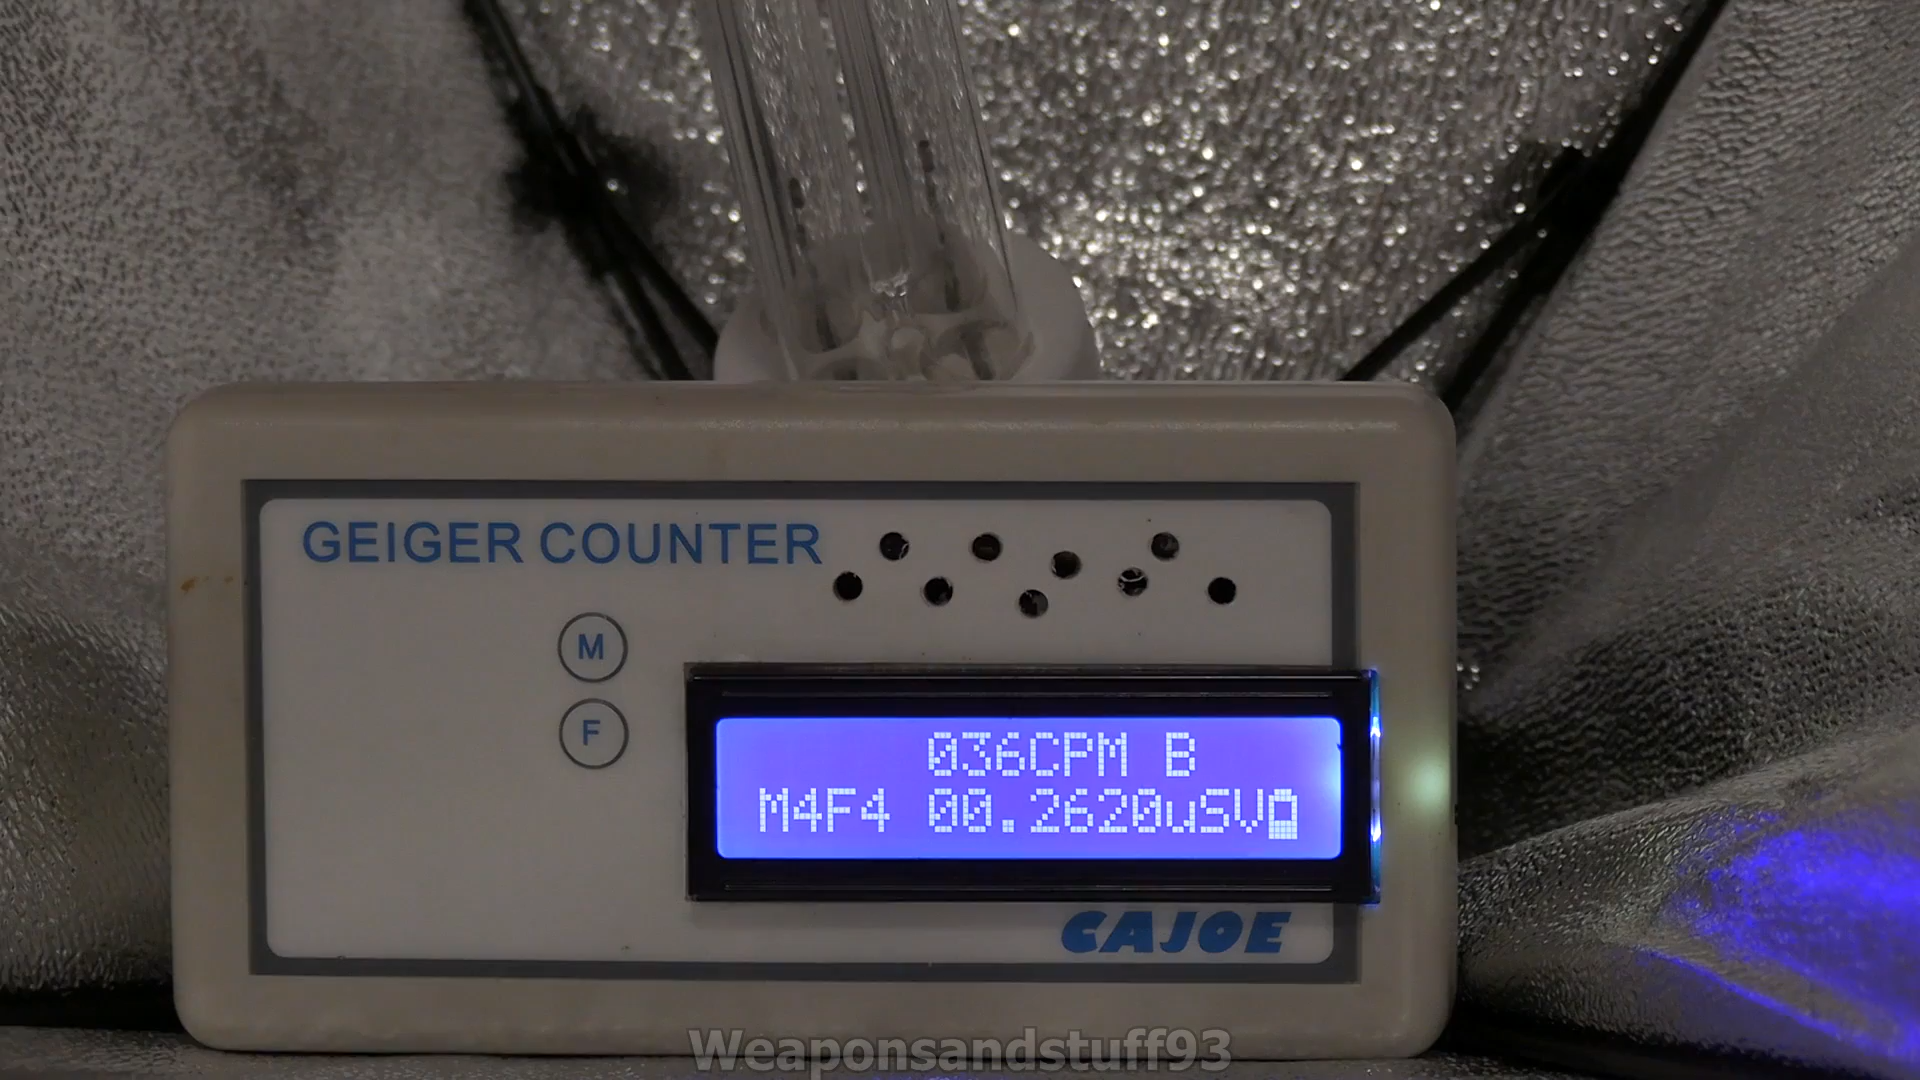 GEIGER COUNTER
M
F
036CPM B
M4F4 00.2620uSV
CAJOE
Weaponsandstuff93